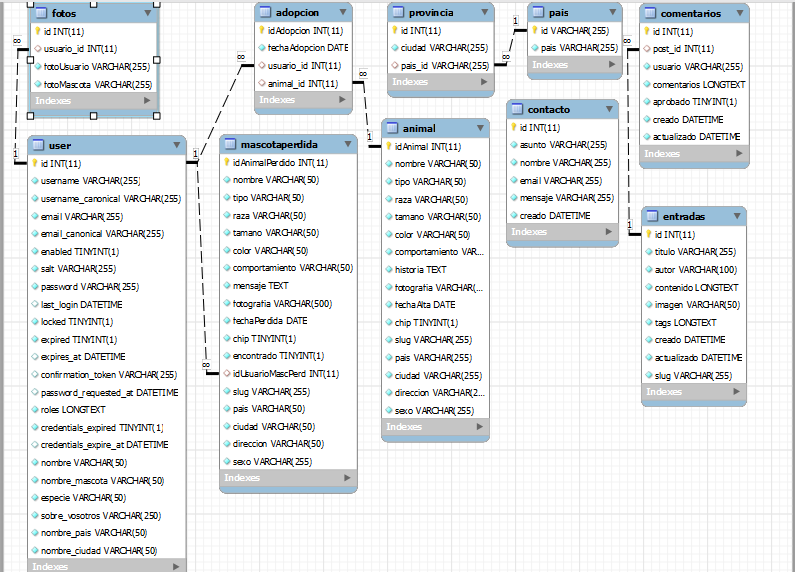 fotos
id INT(11)
usuario_id INT(11)
fotoUsuario VARCHAR(255)
fotoMascota VARCHAR(255)
Indexes
adopcion
idAdopcion INT(11)
fechaAdopcion DATE
usuario_id INT(11)
animal_id INT(11)
Indexes
provincia
id INT(11)
ciudad VARCHAR(255)
pais_id VARCHAR(255)
Indexes
pais
id VARCHAR(255)
pais VARCHAR(255)
Indexes
comentarios
id INT(11)
post_id INT(11)
usuario VARCHAR(255)
comentarios LONGTEXT
aprobado TINYINT(1)
creado DATETIME
actualizado DATETIME
Indexes
user
id INT(11)
username VARCHAR(255)
username_canonical VARCHAR(255)
email VARCHAR(255)
email_canonical VARCHAR(255)
enabled TINYINT(1)
salt VARCHAR(255)
password VARCHAR(255)
last_login DATETIME
locked TINYINT(1)
expired TINYINT(1)
expires_at DATETIME
confirmation_token VARCHAR(255)
password_requested_at DATETIME
roles LONGTEXT
credentials_expired TINYINT(1)
credentials_expire_at DATETIME
nombre VARCHAR(50)
nombre_mascota VARCHAR(50)
especie VARCHAR(50)
sobre_vosotros VARCHAR(250)
nombre_pais VARCHAR(50)
nombre_ciudad VARCHAR(50)
Indexes
mascotaperdida
idAnimalPerdido INT(11)
nombre VARCHAR(50)
tipo VARCHAR(50)
raza VARCHAR(50)
tamano VARCHAR(50)
color VARCHAR(50)
comportamiento VARCHAR(50)
mensaje TEXT
fotografia VARCHAR(500)
fechaPerdida DATE
chip TINYINT(1)
encontrado TINYINT(1)
idUsuarioMascPerd INT(11)
slug VARCHAR(255)
pais VARCHAR(50)
ciudad VARCHAR(50)
direccion VARCHAR(50)
sexo VARCHAR(255)
Indexes
animal
idAnimal INT(11)
nombre VARCHAR(50)
tipo VARCHAR(50)
raza VARCHAR(50)
tamano VARCHAR(50)
color VARCHAR(50)
comportamiento VAR...
historia TEXT
fotografia VARCHAR(...
fechaAlta DATE
chip TINYINT(1)
slug VARCHAR(255)
pais VARCHAR(255)
ciudad VARCHAR(255)
direccion VARCHAR(2...
sexo VARCHAR(255)
Indexes
contacto
id INT(11)
asunto VARCHAR(255)
nombre VARCHAR(255)
email VARCHAR(255)
mensaje VARCHAR(255)
creado DATETIME
Indexes
entradas
id INT(11)
titulo VARCHAR(255)
autor VARCHAR(100)
contenido LONGTEXT
imagen VARCHAR(50)
tags LONGTEXT
creado DATETIME
actualizado DATETIME
slug VARCHAR(255)
Indexes
∞
1
1
∞
∞
∞
1
∞
1
∞
1